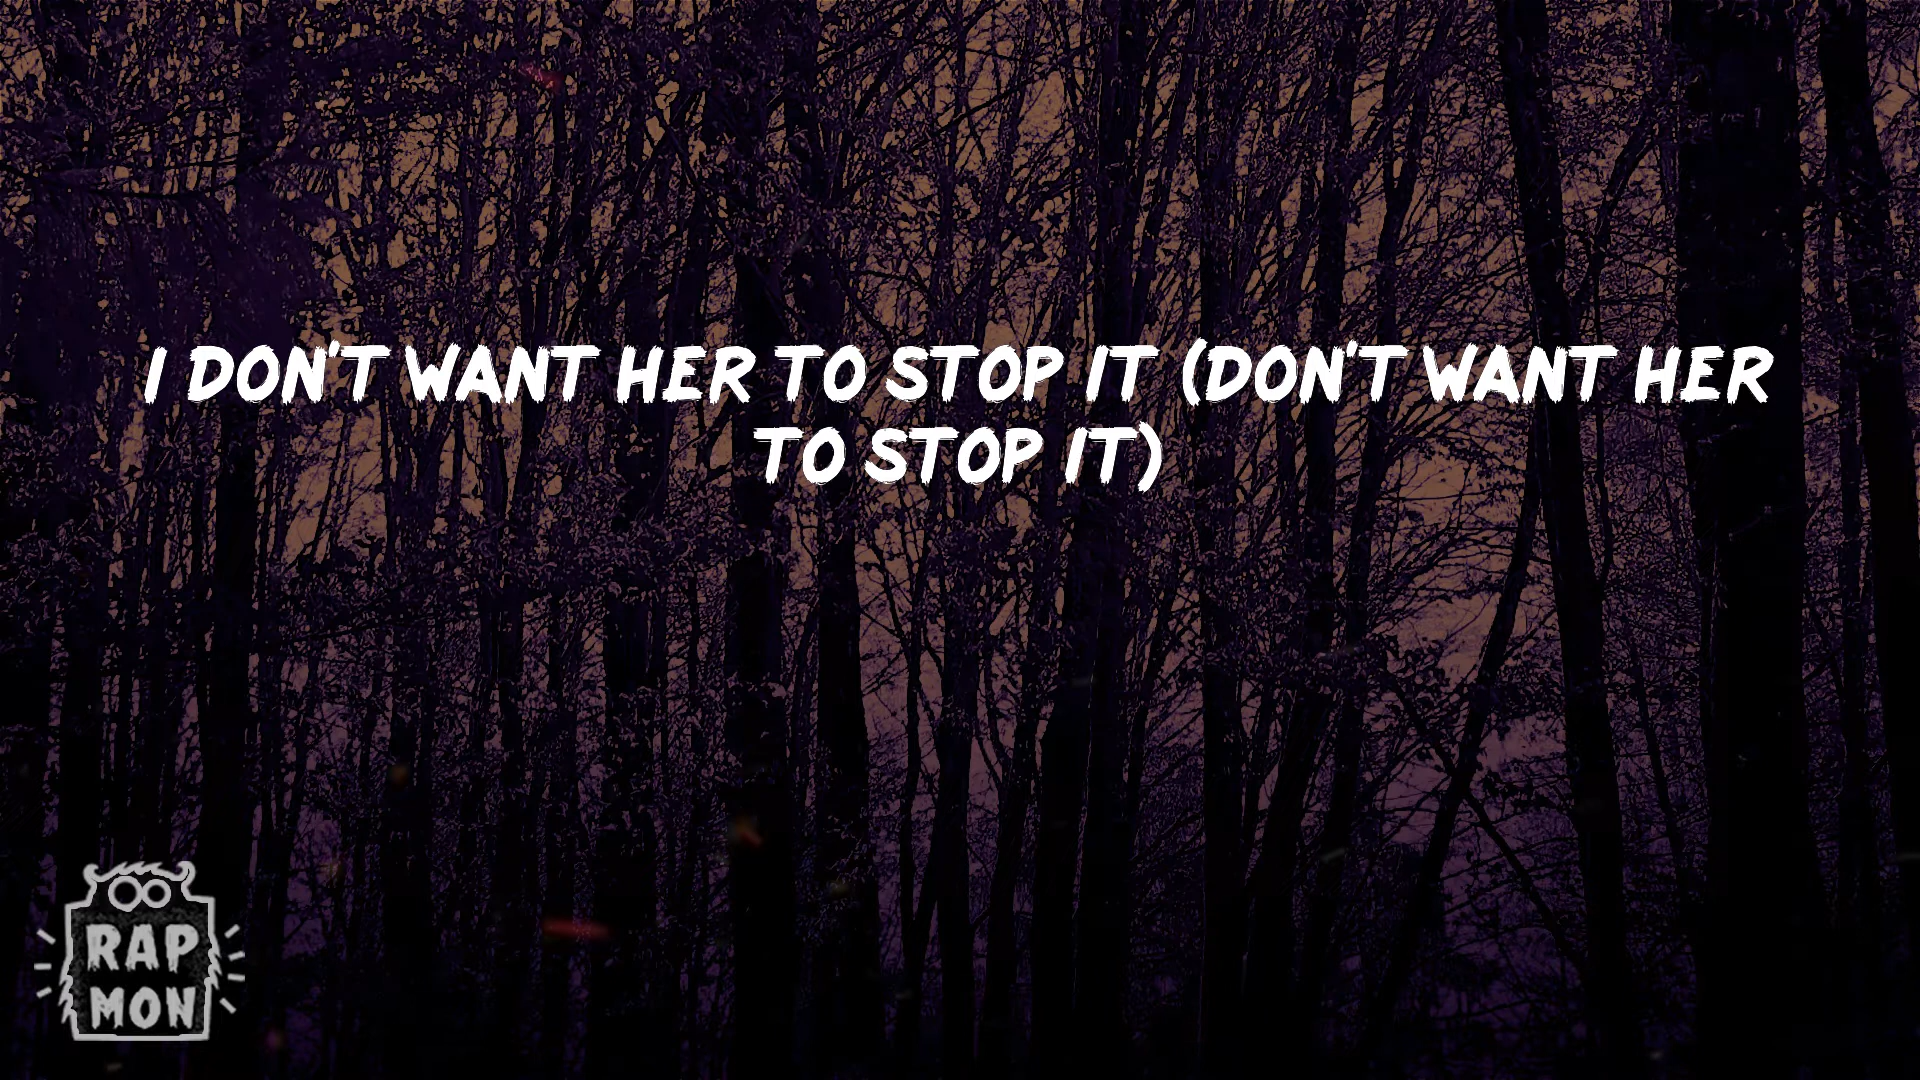 I DON'T WANT HER TO STOP IT (DON'T WANT HER
TO STOP IT)
RAP
MON